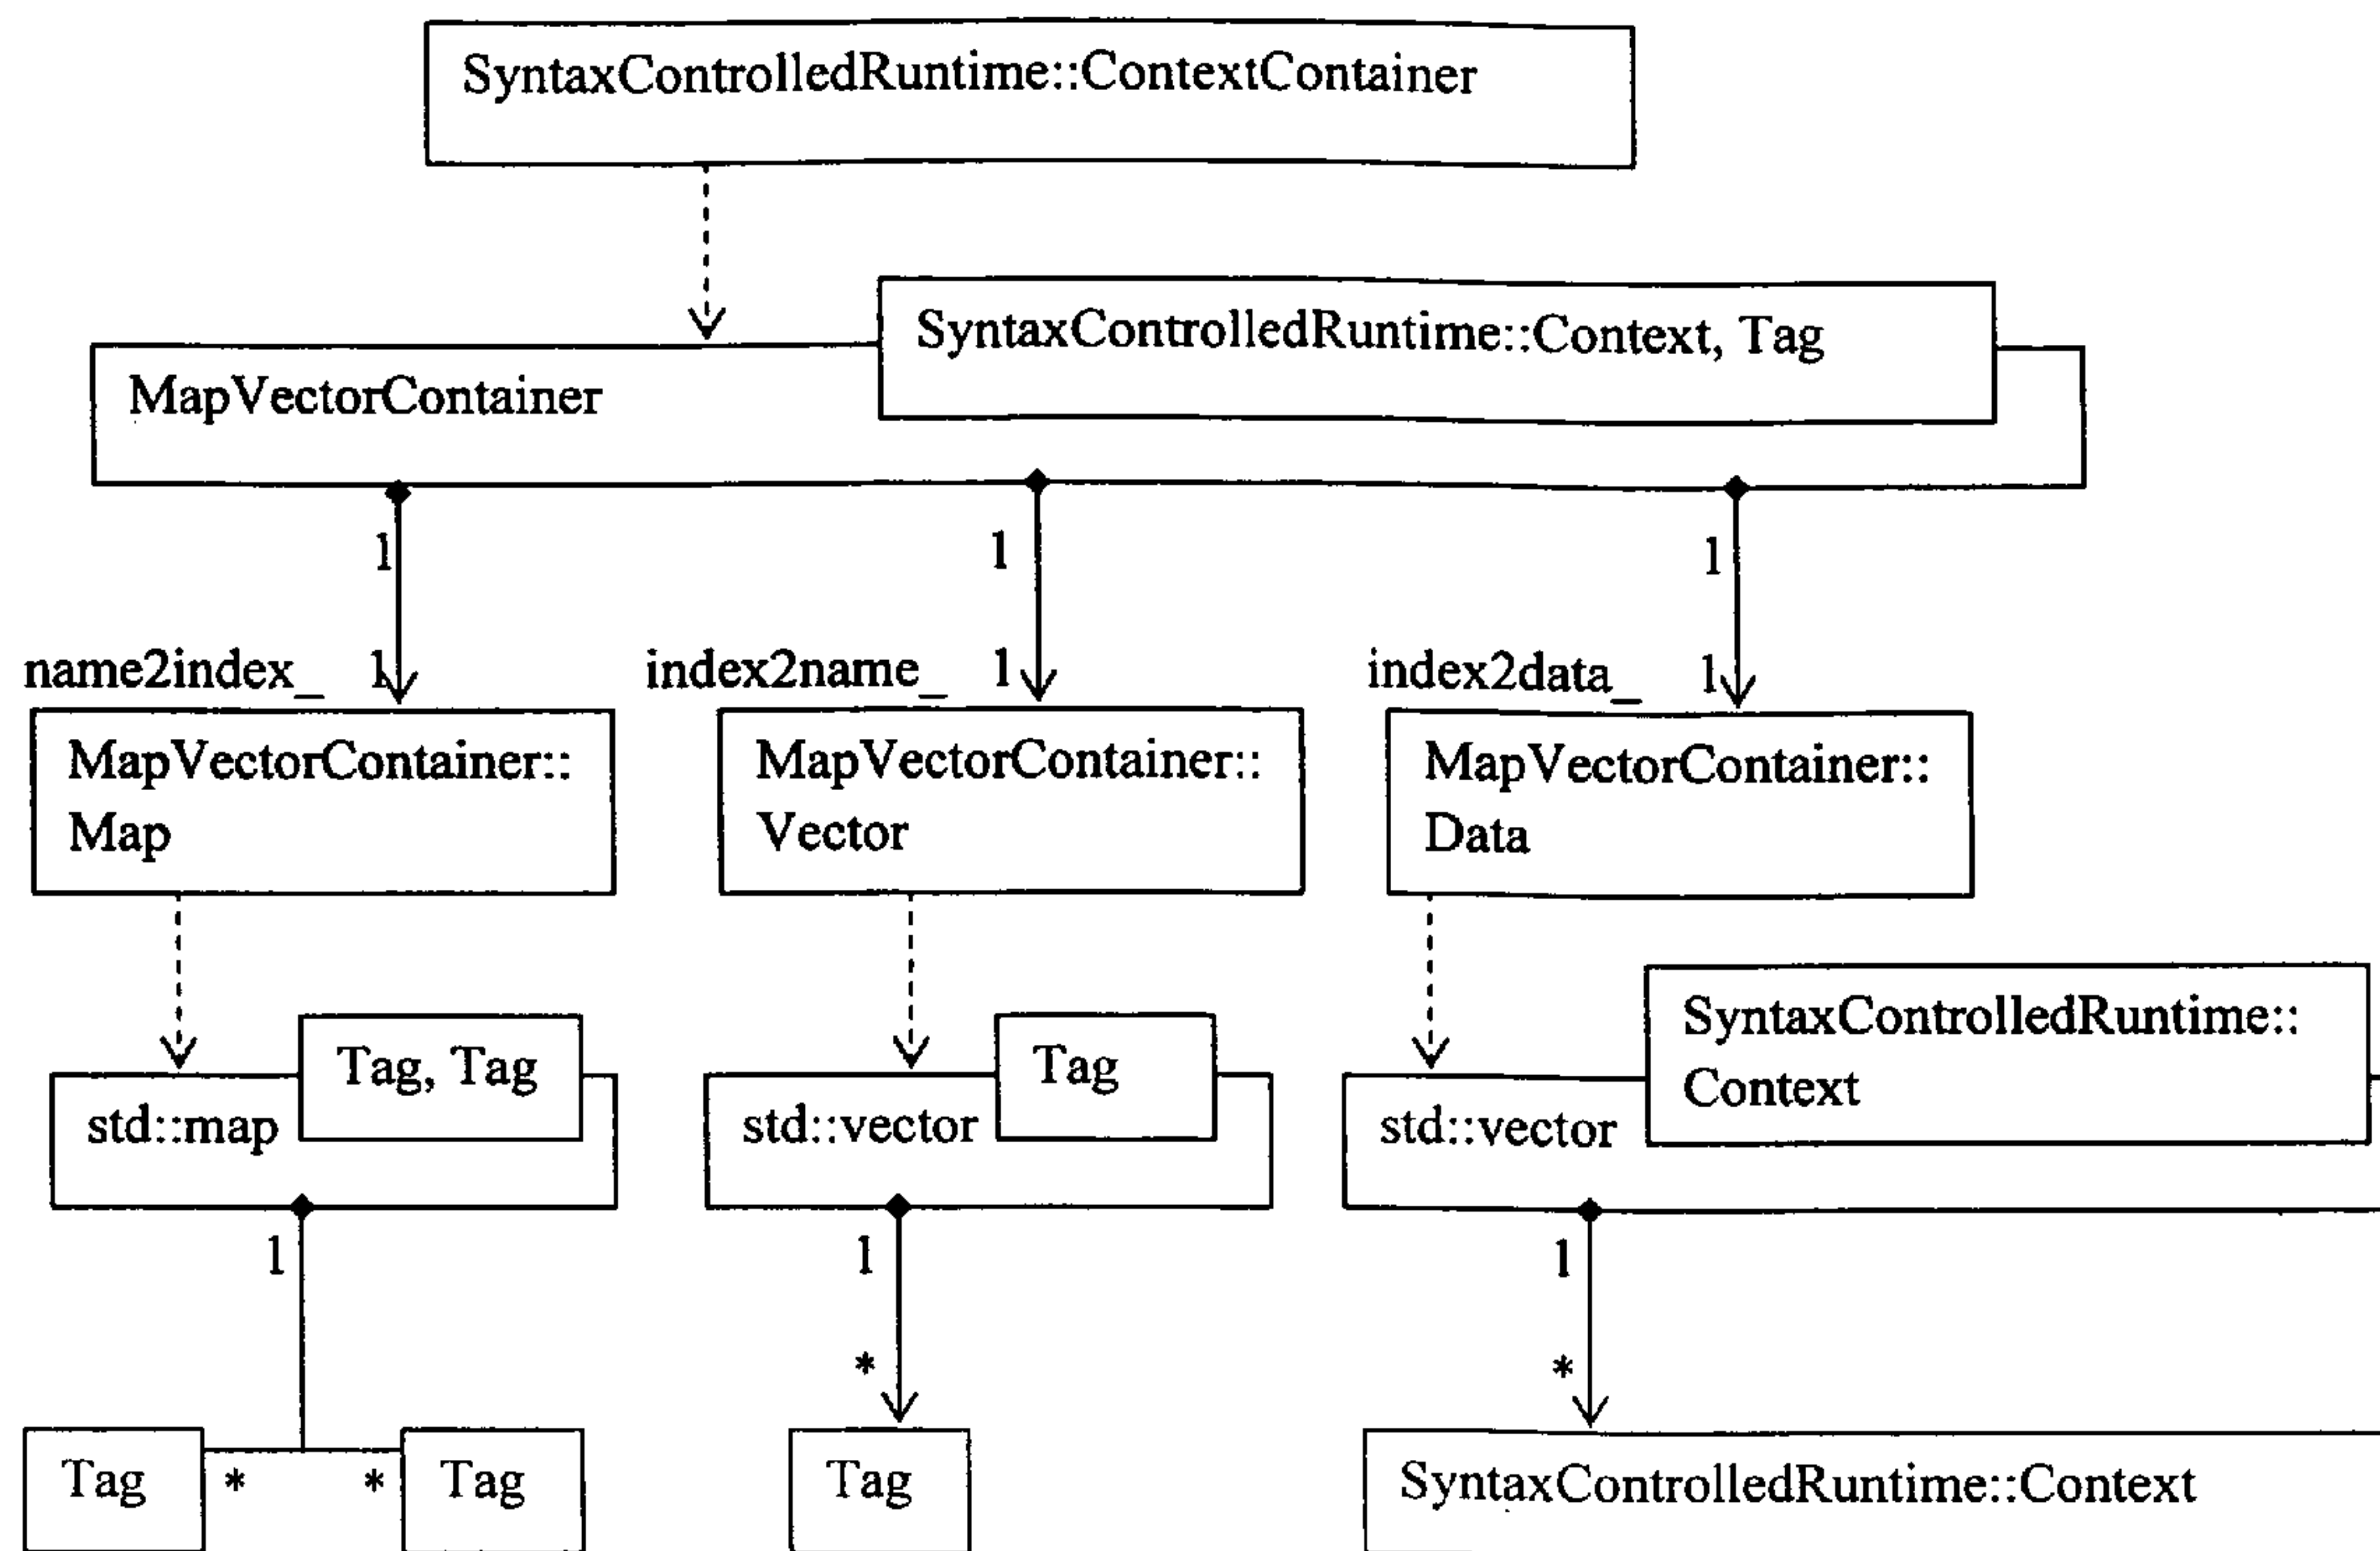 SyntaxControlledRuntime::ContextContainer
SyntaxControlledRuntime::Context, Tag
MapVectorContainer
1
1
1
name2index_
1
index2name_
1
index2data_
1
MapVectorContainer::
Map
MapVectorContainer::
Vector
MapVectorContainer::
Data
Tag, Tag
std::map
Tag
std::vector
SyntaxControlledRuntime::
Context
std::vector
1
1
1
*
*
Tag
*
*
Tag
Tag
SyntaxControlledRuntime::Context